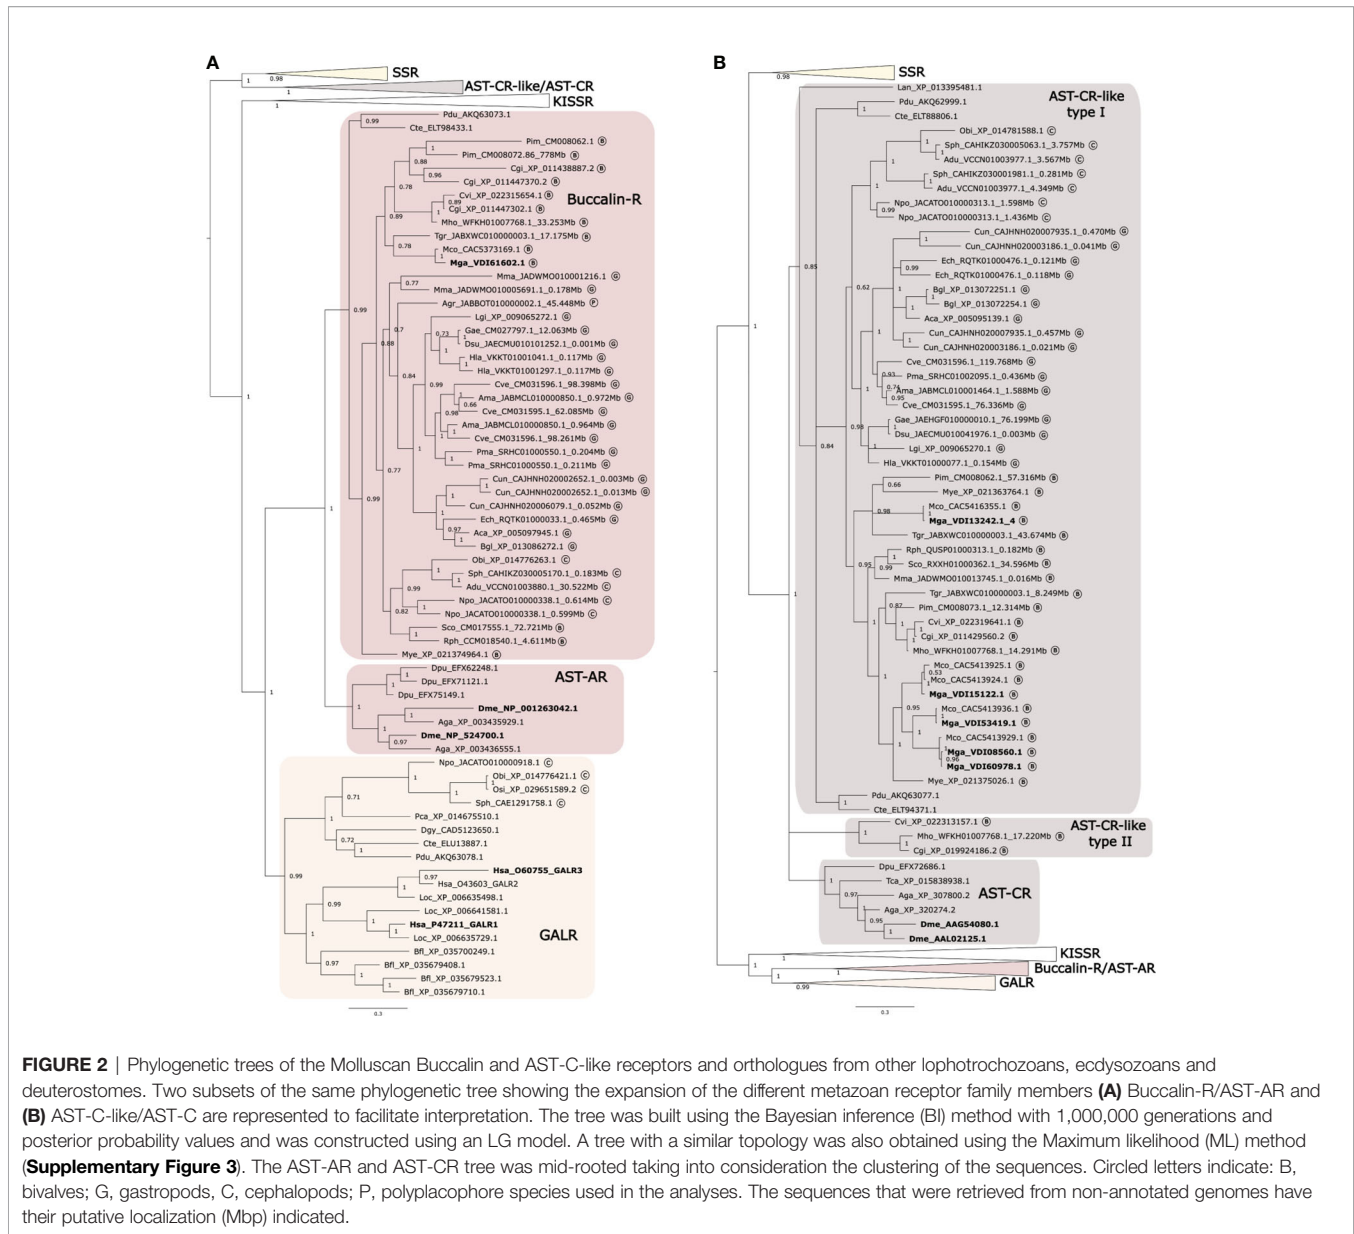 A
SSR
AST-CR-like/AST-CR
KISSR
Pdu_AKQ63073.1
Cte_ELT98433.1
Pim_CM008062.1 B
Pim_CM008072.86_778Mb B
Cgi_XP_011438887.2 B
Cgi_XP_011447370.2 B
Buccalin-R
Cvi_XP_022315654.1 B
Cgi_XP_011447302.1 B
Mho_WFKH01007768.1_33.253Mb B
Tgr_JABXWC010000003.1_17.175Mb B
Mco_CAC5373169.1 B
Mga_VDI61602.1 B
Mma_JADWMO010001216.1 G
Mma_JADWMO010005691.1_0.178Mb G
Agr_JABBOT010000002.1_45.448Mb P
Lgi_XP_009065272.1 G
Gae_CM027797.1_12.063Mb G
Dsu_JAECMU010101252.1_0.001Mb G
Hla_VKKT01001041.1_0.117Mb G
Hla_VKKT01001297.1_0.117Mb G
Cve_CM031596.1_98.398Mb G
Ama_JABMCL010000850.1_0.972Mb G
Cve_CM031595.1_62.085Mb G
Ama_JABMCL010000850.1_0.964Mb G
Cve_CM031596.1_98.261Mb G
Pma_SRHC01000550.1_0.204Mb G
Pma_SRHC01000550.1_0.211Mb G
Cun_CAJHNH020002652.1_0.003Mb G
Cun_CAJHNH020002652.1_0.013Mb G
Cun_CAJHNH020006079.1_0.052Mb G
Ech_RQTK01000033.1_0.465Mb G
Aca_XP_005097945.1 G
Bgl_XP_013086272.1 G
Obi_XP_014776263.1 C
Sph_CAHIKZ030005170.1_0.183Mb C
Adu_VCCN01003880.1_30.522Mb C
Npo_JACATO010000338.1_0.614Mb C
Npo_JACATO010000338.1_0.599Mb C
Sco_CM017555.1_72.721Mb B
Rph_CCM018540.1_4.611Mb B
Mye_XP_021374964.1 B
Dpu_EFX62248.1
AST-AR
Dpu_EFX71121.1
Dpu_EFX75149.1
Dme_NP_001263042.1
Aga_XP_003435929.1
Dme_NP_524700.1
Aga_XP_003436555.1
Npo_JACATO010000918.1 C
Obi_XP_014776421.1 C
Osi_XP_029651589.2 C
Sph_CAE1291758.1 C
Pca_XP_014675510.1
Dgy_CAD5123650.1
Cte_ELU13887.1
Pdu_AKQ63078.1
Hsa_O60755_GALR3
Hsa_O43603_GALR2
Loc_XP_006635498.1
Loc_XP_006641581.1
Hsa_P47211_GALR1
GALR
Loc_XP_006635729.1
Bfl_XP_035700249.1
Bfl_XP_035679408.1
Bfl_XP_035679523.1
Bfl_XP_035679710.1
0.3
B
SSR
Lan_XP_013395481.1
AST-CR-like
type I
Pdu_AKQ62999.1
Cte_ELT88806.1
Obi_XP_014781588.1 C
Sph_CAHIKZ030005063.1_3.757Mb C
Adu_VCCN01003977.1_3.567Mb C
Sph_CAHIKZ030001981.1_0.281Mb C
Adu_VCCN01003977.1_4.349Mb C
Npo_JACATO010000313.1_1.598Mb C
Npo_JACATO010000313.1_1.436Mb C
Cun_CAJHNH020007935.1_0.470Mb G
Cun_CAJHNH020003186.1_0.041Mb G
Ech_RQTK01000476.1_0.121Mb G
Ech_RQTK01000476.1_0.118Mb G
Bgl_XP_013072251.1 G
Bgl_XP_013072254.1 G
Aca_XP_005095139.1 G
Cun_CAJHNH020007935.1_0.457Mb G
Cun_CAJHNH020003186.1_0.021Mb G
Cve_CM031596.1_119.768Mb G
Pma_SRHC01002095.1_0.436Mb G
Ama_JABMCL010001464.1_1.588Mb G
Cve_CM031595.1_76.336Mb G
Gae_JAEHGF010000010.1_76.199Mb G
Dsu_JAECMU010041976.1_0.003Mb G
Lgi_XP_009065270.1 G
Hla_VKKT01000077.1_0.154Mb G
Pim_CM008062.1_57.316Mb B
Mye_XP_021363764.1 B
Mco_CAC5416355.1 B
Mga_VDI13242.1_4 B
Tgr_JABXWC010000003.1_43.674Mb B
Rph_QUSP01000313.1_0.182Mb B
Sco_RXXH01000362.1_34.596Mb B
Mma_JADWMO010013745.1_0.016Mb B
Tgr_JABXWC010000003.1_8.249Mb B
Pim_CM008073.1_12.314Mb B
Cvi_XP_022319641.1 B
Cgi_XP_011429560.2 B
Mho_WFKH01007768.1_14.291Mb B
Mco_CAC5413925.1 B
Mco_CAC5413924.1 B
Mga_VDI15122.1 B
Mco_CAC5413936.1 B
Mga_VDI53419.1 B
Mco_CAC5413929.1 B
Mga_VDI08560.1 B
Mga_VDI60978.1 B
Mye_XP_021375026.1 B
Pdu_AKQ63077.1
Cte_ELT94371.1
Cvi_XP_022313157.1 B
AST-CR-like
type II
Mho_WFKH01007768.1_17.220Mb B
Cgi_XP_019924186.2 B
Dpu_EFX72686.1
Tca_XP_015838938.1
AST-CR
Aga_XP_307800.2
Aga_XP_320274.2
Dme_AAG54080.1
Dme_AAL02125.1
KISSR
Buccalin-R/AST-AR
GALR
0.3
FIGURE 2 | Phylogenetic trees of the Molluscan Buccalin and AST-C-like receptors and orthologues from other lophotrochozoans, ecdysozoans and
deuterostomes. Two subsets of the same phylogenetic tree showing the expansion of the different metazoan receptor family members (A) Buccalin-R/AST-AR and
(B) AST-C-like/AST-C are represented to facilitate interpretation. The tree was built using the Bayesian inference (BI) method with 1,000,000 generations and
posterior probability values and was constructed using an LG model. A tree with a similar topology was also obtained using the Maximum likelihood (ML) method
(Supplementary Figure 3). The AST-AR and AST-CR tree was mid-rooted taking into consideration the clustering of the sequences. Circled letters indicate: B,
bivalves; G, gastropods, C, cephalopods; P, polyplacophore species used in the analyses. The sequences that were retrieved from non-annotated genomes have
their putative localization (Mbp) indicated.